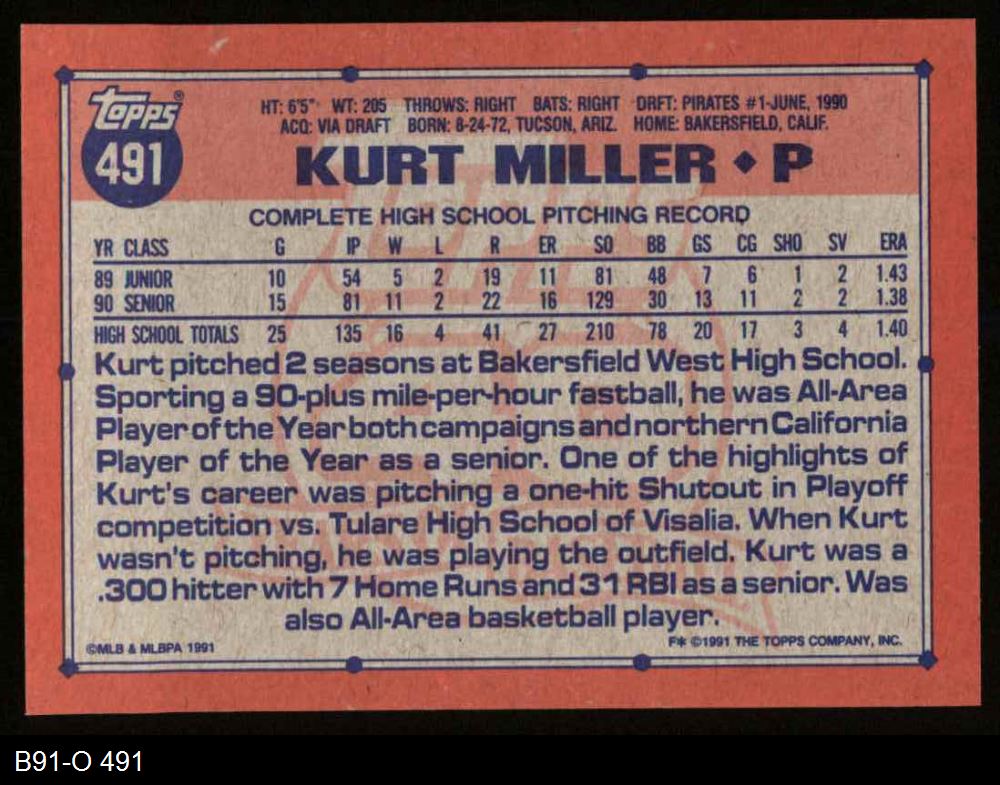 Topps®
491
HT: 6'5" WT: 205 THROWS: RIGHT BATS: RIGHT DRFT: PIRATES #1-JUNE, 1990
ACQ: VIA DRAFT BORN: 8-24-72, TUCSON, ARIZ. HOME: BAKERSFIELD, CALIF.
KURT MILLER ♦ P
COMPLETE HIGH SCHOOL PITCHING RECORD
YR CLASS G IP W L R ER SO BB GS CG SHO SV ERA
89 JUNIOR 10 54 5 2 19 11 81 48 7 6 1 2 1.43
90 SENIOR 15 81 11 2 22 16 129 30 13 11 2 2 1.38
HIGH SCHOOL TOTALS 25 135 16 4 41 27 210 78 20 17 3 4 1.40
Kurt pitched 2 seasons at Bakersfield West High School.
Sporting a 90-plus mile-per-hour fastball, he was All-Area
Player of the Year both campaigns and northern California
Player of the Year as a senior. One of the highlights of
Kurt's career was pitching a one-hit Shutout in Playoff
competition vs. Tulare High School of Visalia. When Kurt
wasn't pitching, he was playing the outfield. Kurt was a
.300 hitter with 7 Home Runs and 31 RBI as a senior. Was
also All-Area basketball player.
©MLB & MLBPA 1991 F* ©1991 THE TOPPS COMPANY, INC.
B91-O 491